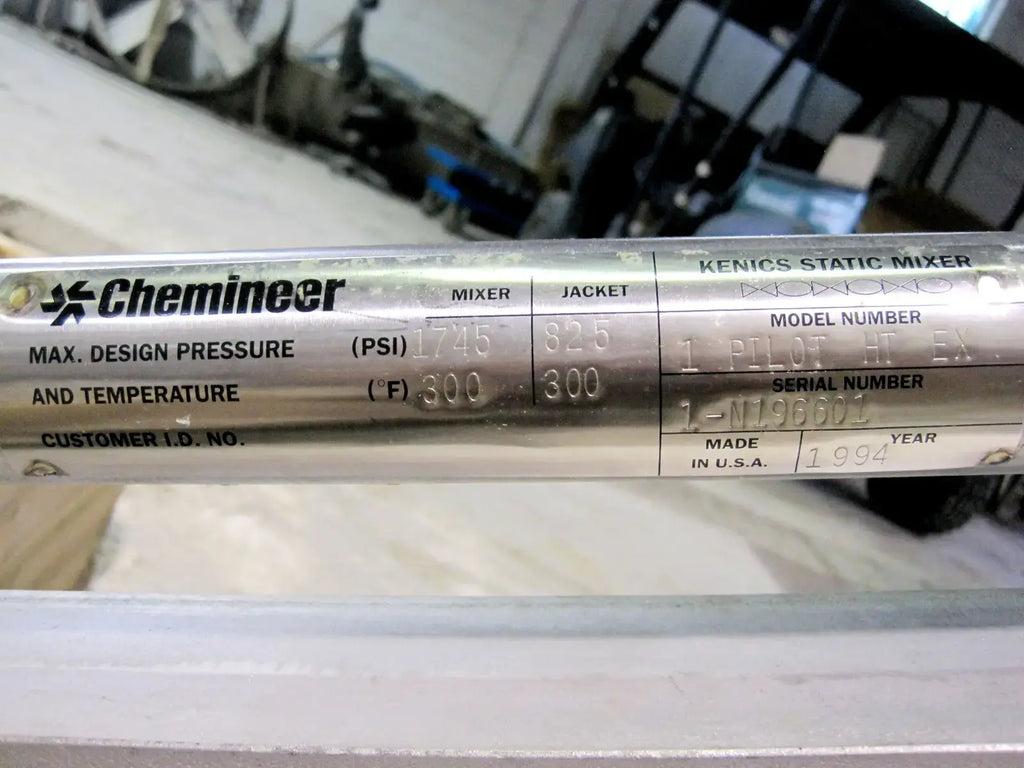 Chemineer
MIXER JACKET
MAX. DESIGN PRESSURE (PSI) 1745 825
AND TEMPERATURE (°F) 300 300
CUSTOMER I.D. NO.
KENICS STATIC MIXER
MODEL NUMBER
1 PILOT HT EX
SERIAL NUMBER
1-N196601
MADE IN U.S.A.
YEAR
1994